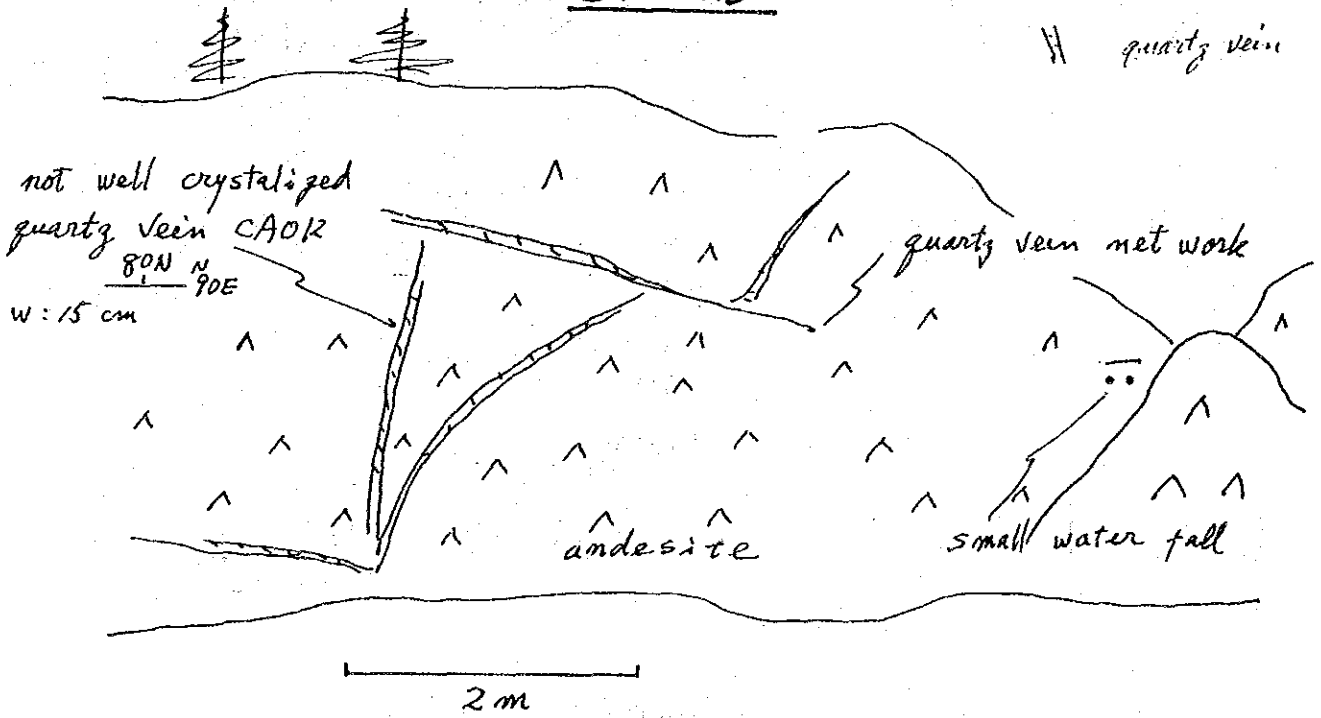 quartz vein
not well crystalized
quartz vein CAOK
80N N
90E
w: 15 cm
quartz vein net work
small water fall
andesite
2 m